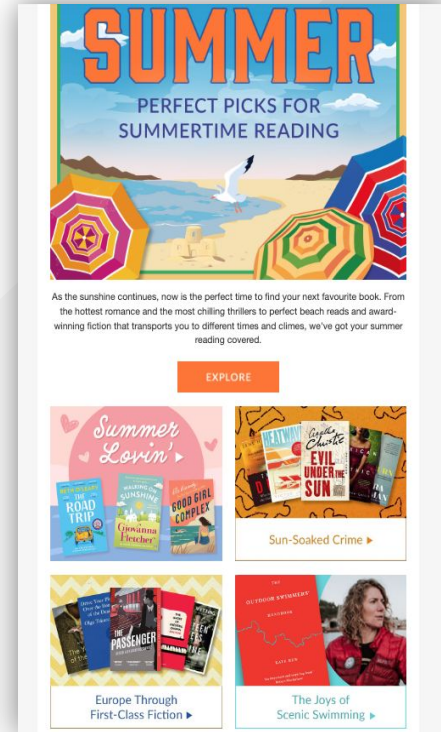 SUMMER
PERFECT PICKS FOR
SUMMERTIME READING
As the sunshine continues, now is the perfect time to find your next favourite book. From
the hottest romance and the most chilling thrillers to perfect beach reads and award-
winning fiction that transports you to different times and climes, we've got your summer
reading covered.
EXPLORE
Summer
Lovin'
THE
ROAD
TRIP
WALKING ON
SUNSHINE
Giovanna
Fletcher
GOOD GIRL
COMPLEX
HEATWAVE
Agatha
Christie
EVIL
UNDER THE
SUN
Sun-Soaked Crime
THE
PASSENGER
Europe Through
First-Class Fiction
THE
OUTDOOR SWIMMERS'
HANDBOOK
KATE REW
The Joys of
Scenic Swimming